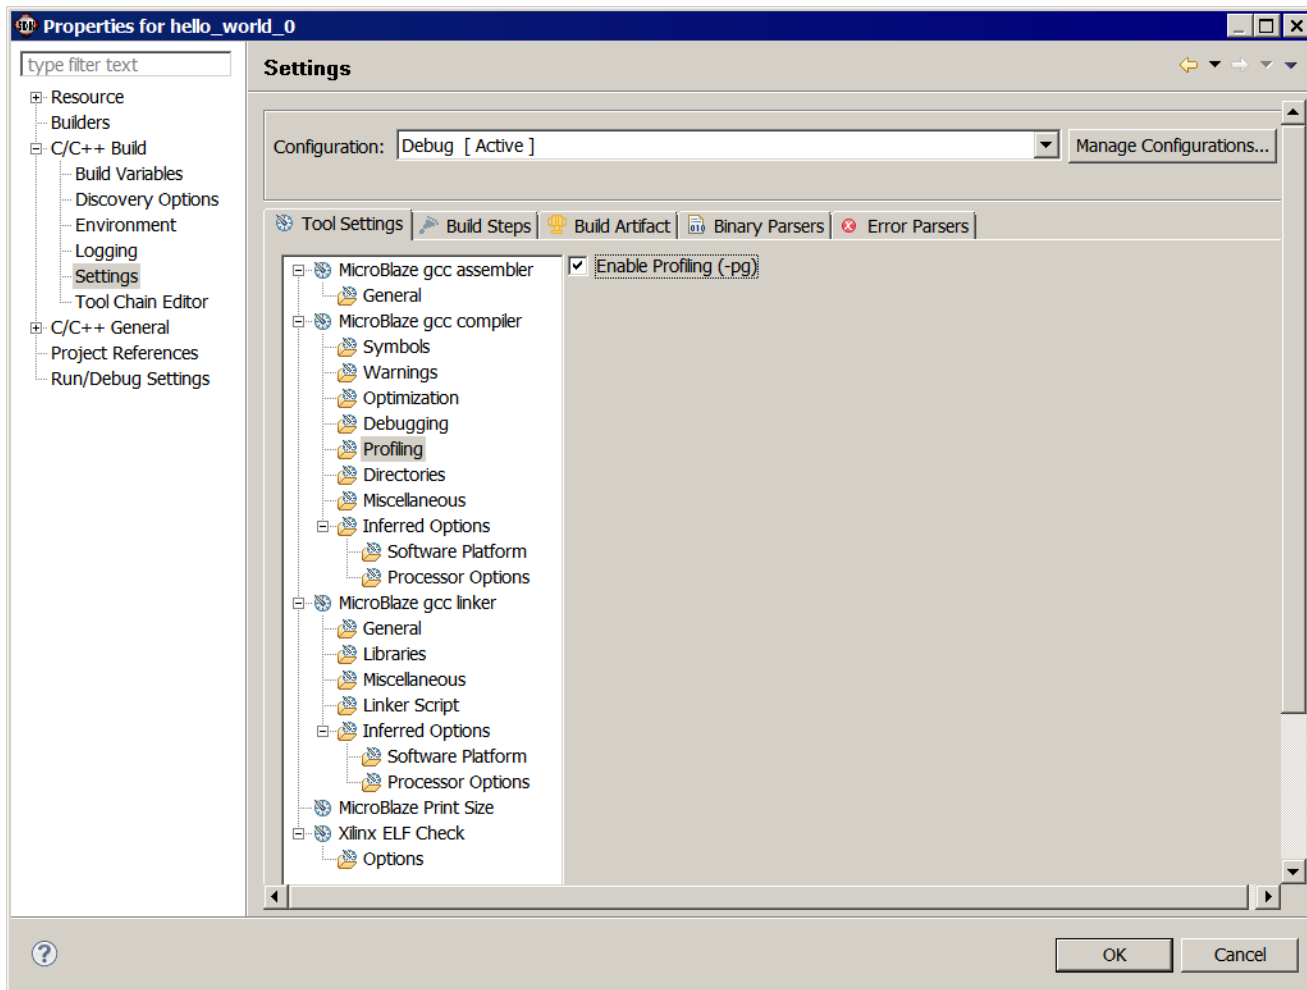 Properties for hello_world_0
type filter text
Resource
Builders
C/C++ Build
Build Variables
Discovery Options
Environment
Logging
Settings
Tool Chain Editor
C/C++ General
Project References
Run/Debug Settings
Settings
Configuration: Debug [ Active ] Manage Configurations...
Tool Settings Build Steps Build Artifact Binary Parsers Error Parsers
MicroBlaze gcc assembler
General
MicroBlaze gcc compiler
Symbols
Warnings
Optimization
Debugging
Profiling
Directories
Miscellaneous
Inferred Options
Software Platform
Processor Options
MicroBlaze gcc linker
General
Libraries
Miscellaneous
Linker Script
Inferred Options
Software Platform
Processor Options
MicroBlaze Print Size
Xilinx ELF Check
Options
Enable Profiling (-pg)
OK Cancel